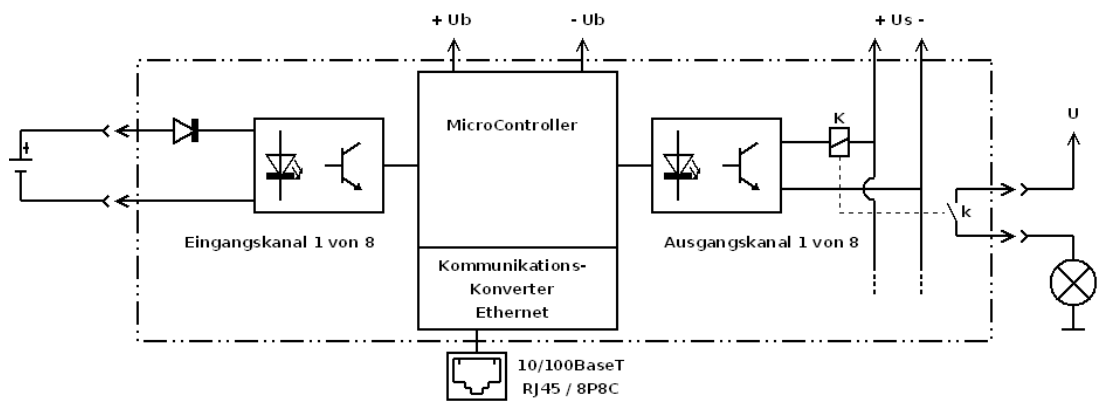 + Ub
- Ub
+ Us -
MicroController
K
U
+
k
Eingangskanal 1 von 8
Ausgangskanal 1 von 8
Kommunikations-
Konverter
Ethernet
10/100BaseT
RJ45 / 8P8C